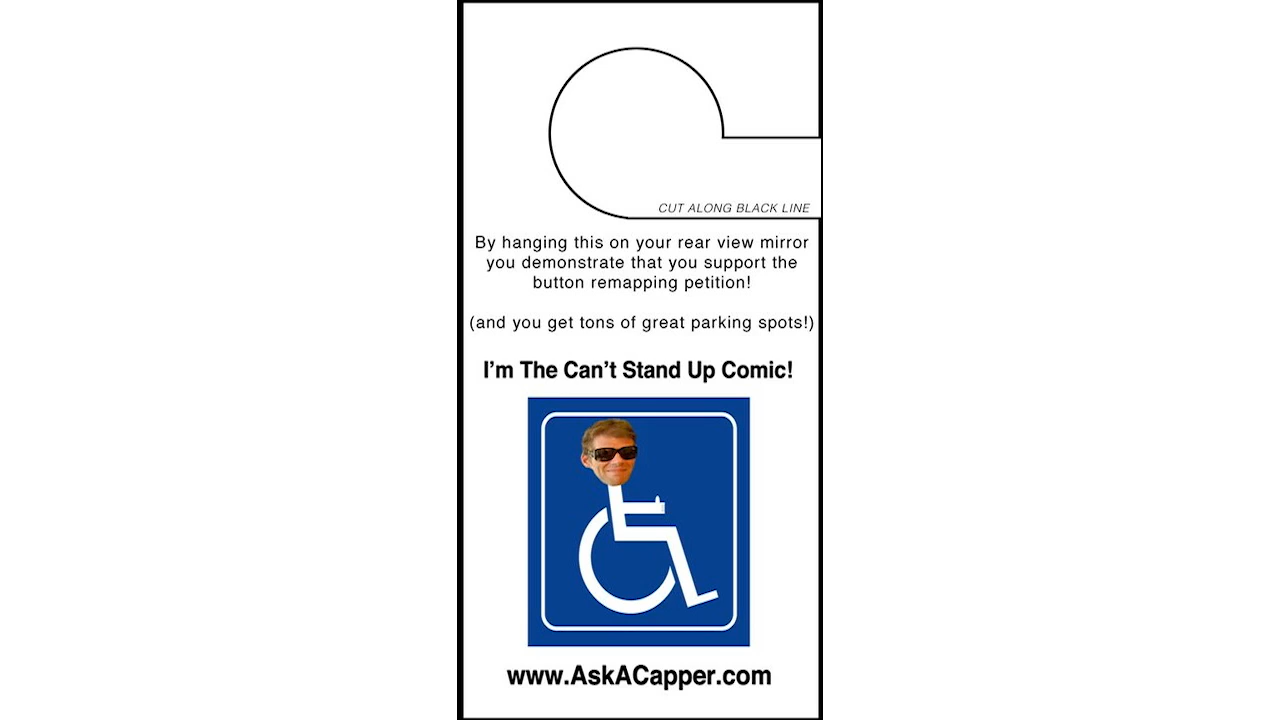 CUT ALONG BLACK LINE
By hanging this on your rear view mirror
you demonstrate that you support the
button remapping petition!
(and you get tons of great parking spots!)
I'm The Can't Stand Up Comic!
www.AskACapper.com